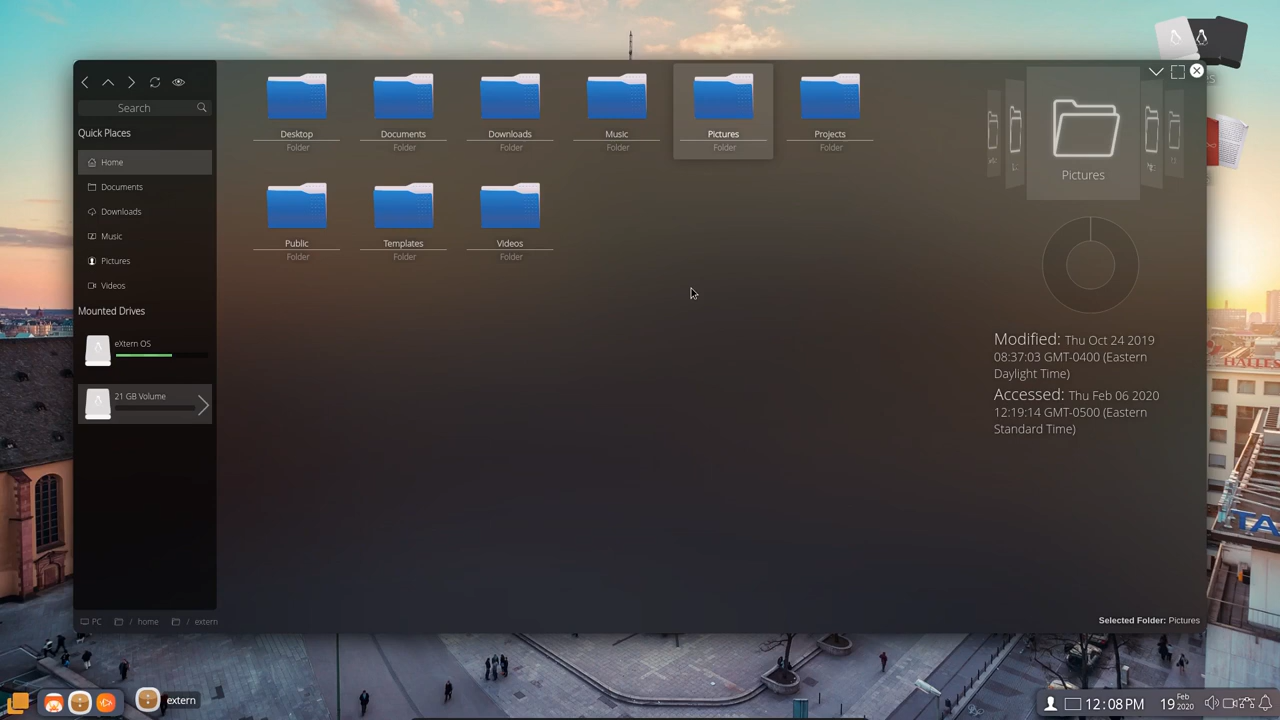 Search
Quick Places
Home
Documents
Downloads
Music
Pictures
Videos
Mounted Drives
eXtern OS
21 GB Volume
Desktop
Folder
Documents
Folder
Downloads
Folder
Music
Folder
Pictures
Folder
Projects
Folder
Public
Folder
Templates
Folder
Videos
Folder
Pictures
Modified: Thu Oct 24 2019
08:37:03 GMT-0400 (Eastern
Daylight Time)
Accessed: Thu Feb 06 2020
12:19:14 GMT-0500 (Eastern
Standard Time)
PC / home / extern
Selected Folder: Pictures
HALLES
TA
extern
12:08PM
19 Feb 2020